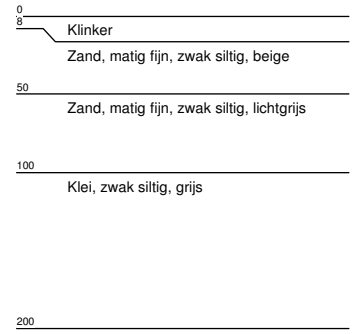 0
8
Klinker
Zand, matig fijn, zwak siltig, beige
50
Zand, matig fijn, zwak siltig, lichtgrijs
100
Klei, zwak siltig, grijs
200